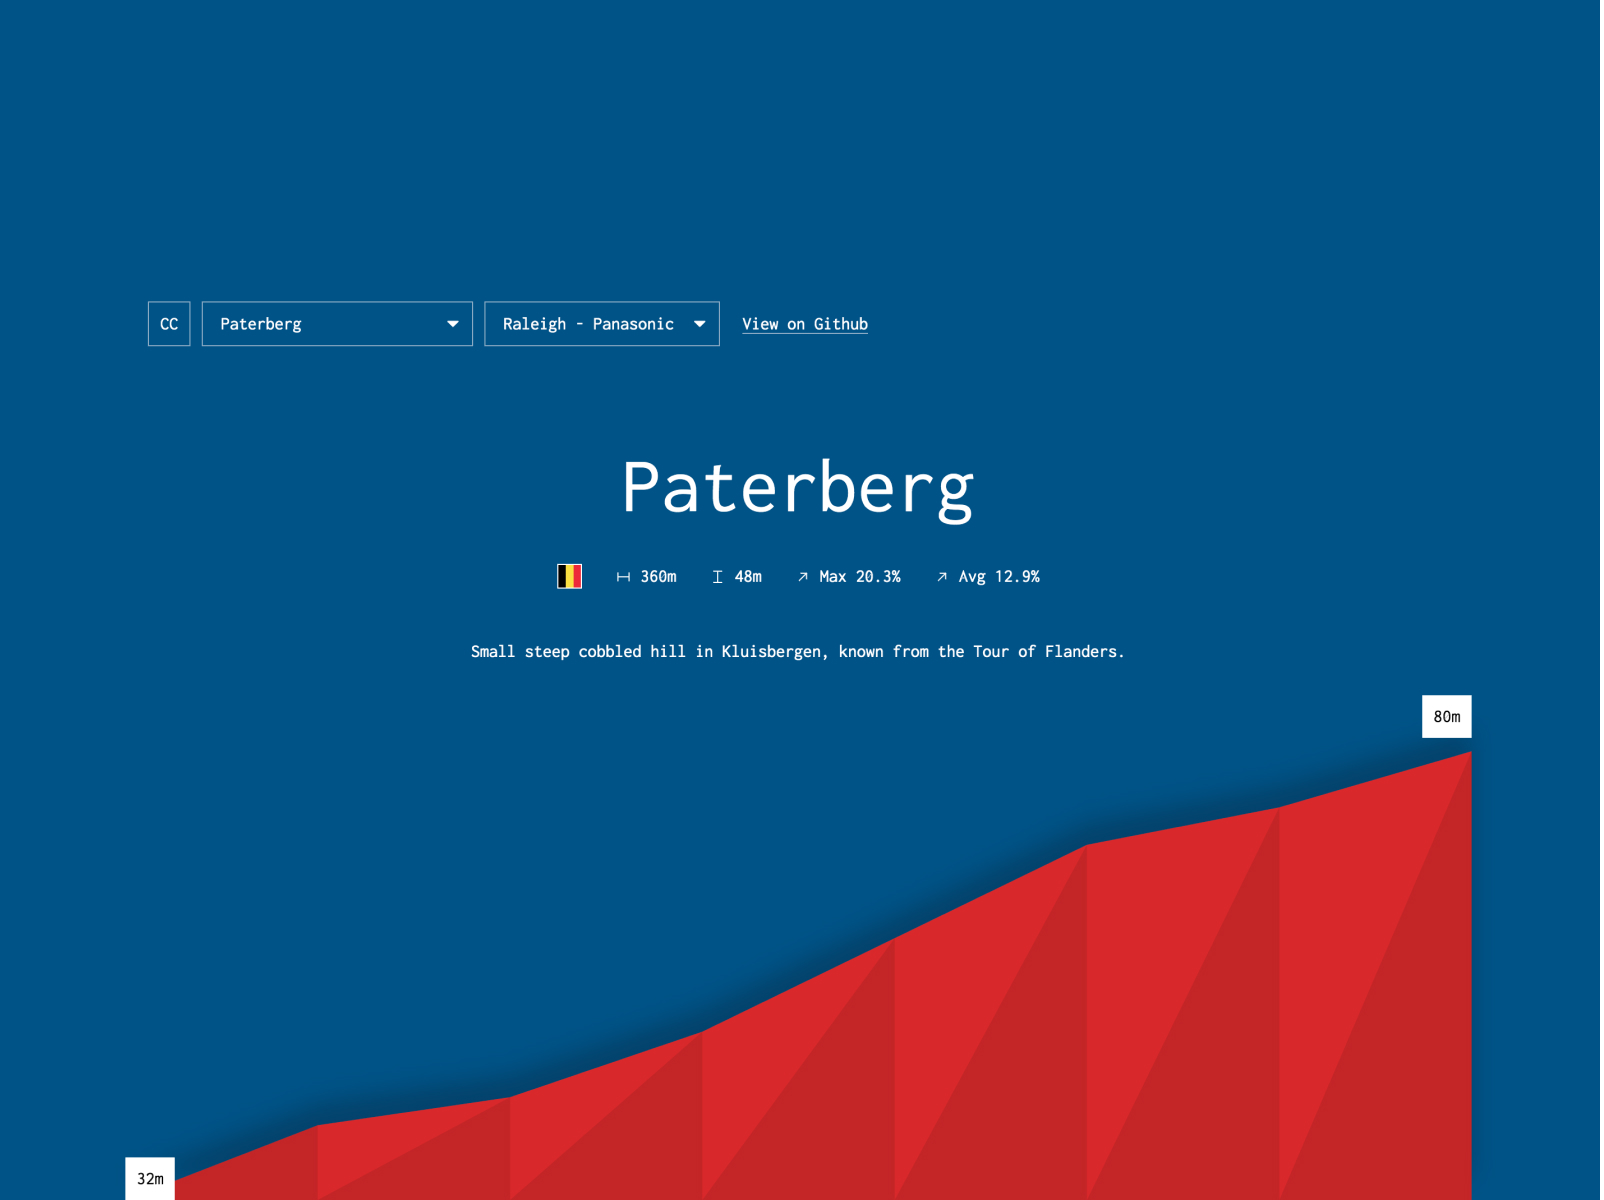 CC Paterberg Raleigh - Panasonic View on Github
Paterberg
360m 48m Max 20.3% Avg 12.9%
Small steep cobbled hill in Kluisbergen, known from the Tour of Flanders.
80m
32m